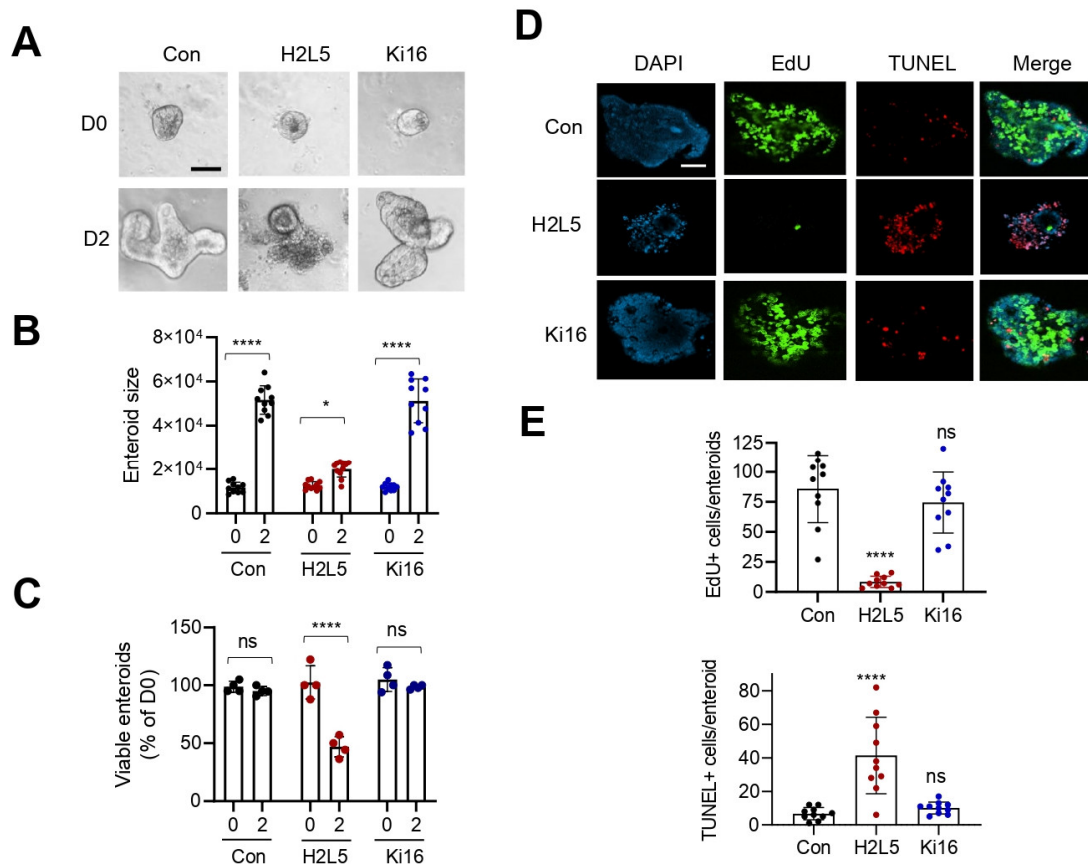 A
Con H2L5 Ki16
D0
D2
B
Enteroid size
8×10⁴
6×10⁴
4×10⁴
2×10⁴
0
**** * ****
0 2 0 2 0 2
Con H2L5 Ki16
C
Viable enteroids
(% of D0)
150
100
50
0
ns **** ns
0 2 0 2 0 2
Con H2L5 Ki16
D
DAPI EdU TUNEL Merge
Con
H2L5
Ki16
E
EdU+ cells/enteroids
125
100
75
50
25
0
**** ns
Con H2L5 Ki16
TUNEL+ cells/enteroid
80
60
40
20
0
**** ns
Con H2L5 Ki16